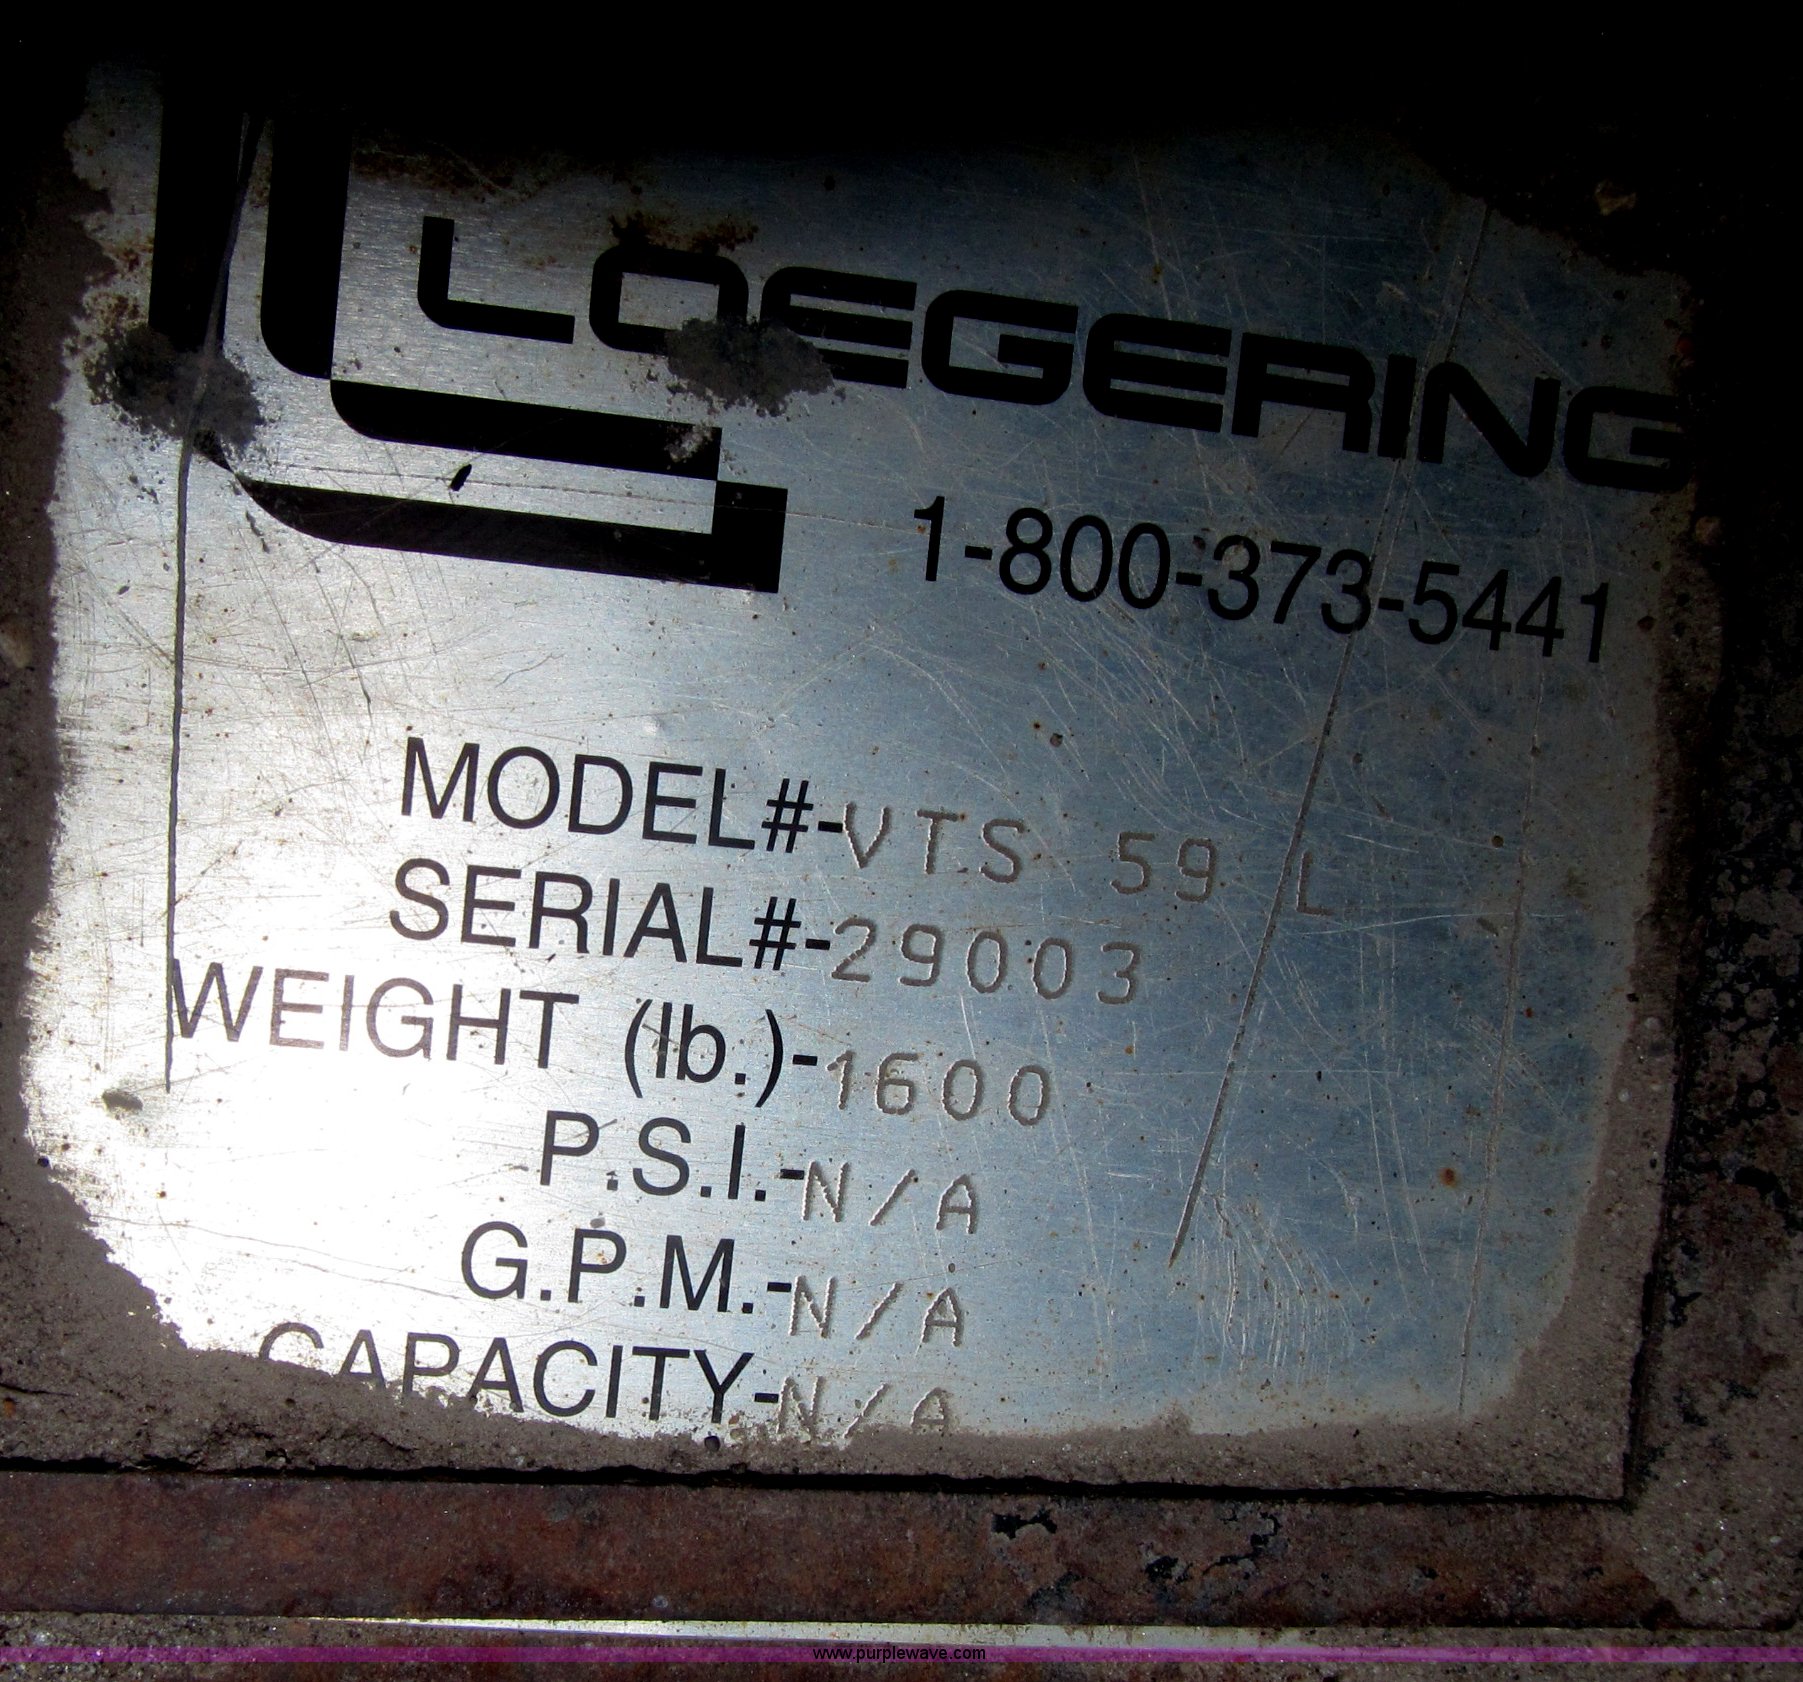 LOEGERING
1-800-373-5441
MODEL#-VTS 59 L
SERIAL#-29003
WEIGHT (lb.)-1600
P.S.I.-N/A
G.P.M.-N/A
CAPACITY-N/A
www.purplewave.com